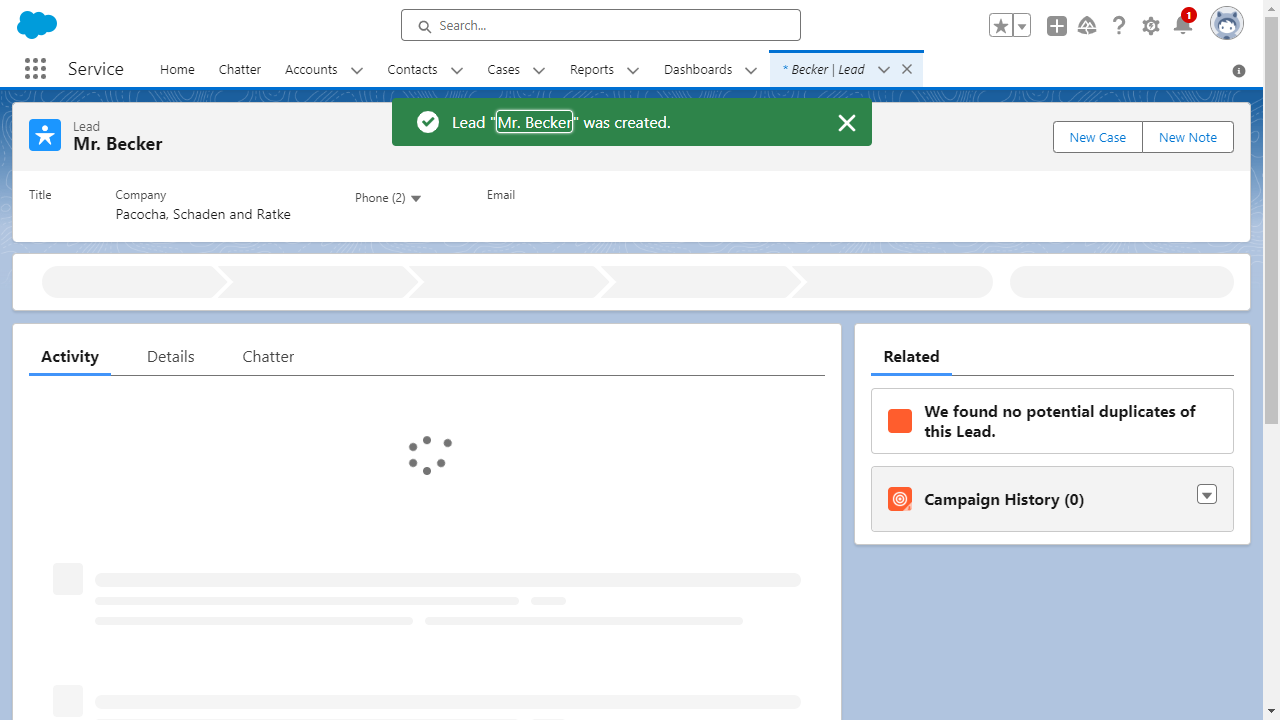 Search...
1
Service
Home
Chatter
Accounts
Contacts
Cases
Reports
Dashboards
* Becker | Lead
Lead "Mr. Becker" was created.
Lead
Mr. Becker
New Case
New Note
Title
Company
Pacocha, Schaden and Ratke
Phone (2)
Email
Activity
Details
Chatter
Related
We found no potential duplicates of
this Lead.
Campaign History (0)